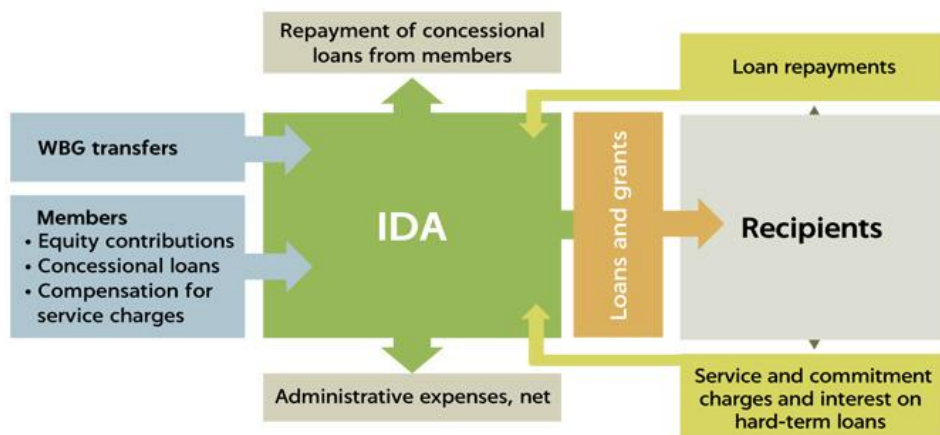 Repayment of concessional
loans from members
Loan repayments
WBG transfers
Members
• Equity contributions
• Concessional loans
• Compensation for
service charges
IDA
Loans and grants
Recipients
Administrative expenses, net
Service and commitment
charges and interest on
hard-term loans